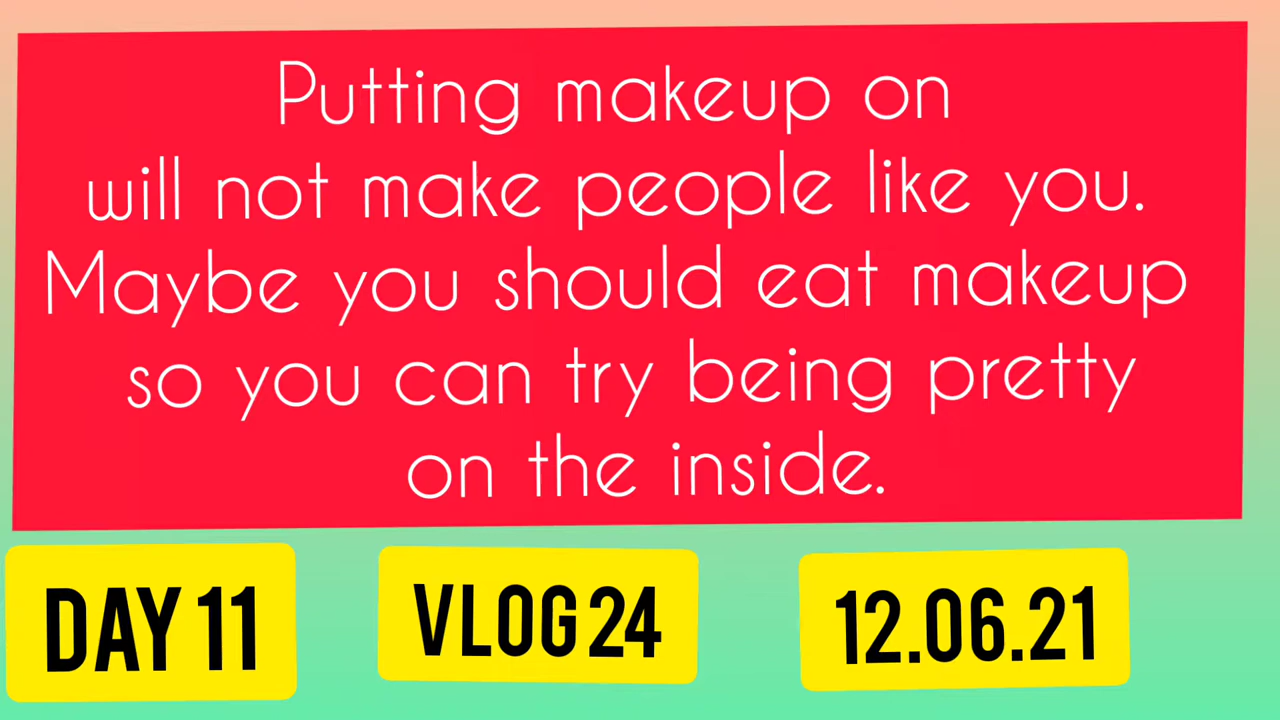 Putting makeup on
will not make people like you.
Maybe you should eat makeup
so you can try being pretty
on the inside.
DAY 11
VLOG 24
12.06.21